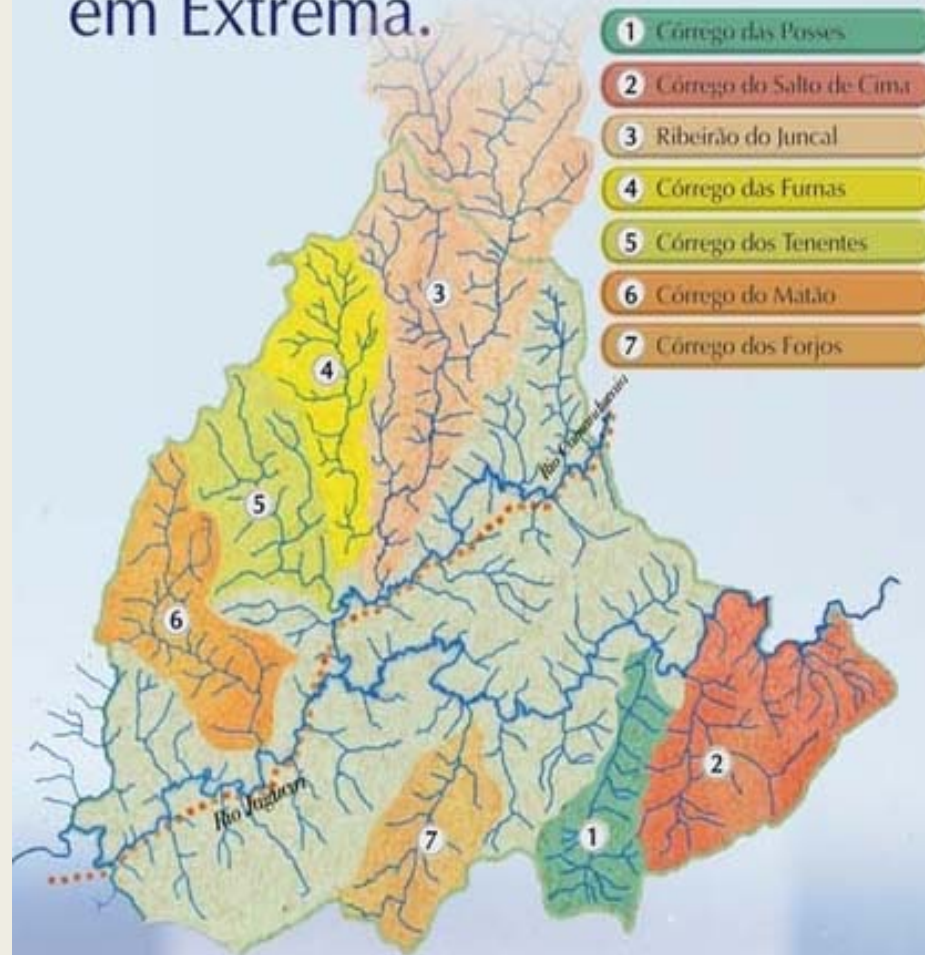 em Extrema.
1 Córrego das Posses
2 Córrego do Salto de Cima
3 Ribeirão do Juncal
4 Córrego das Furnas
5 Córrego dos Tenentes
6 Córrego do Matão
7 Córrego dos Forjos
3
4
Rio
5
6
2
Rio Jaguari
7
1